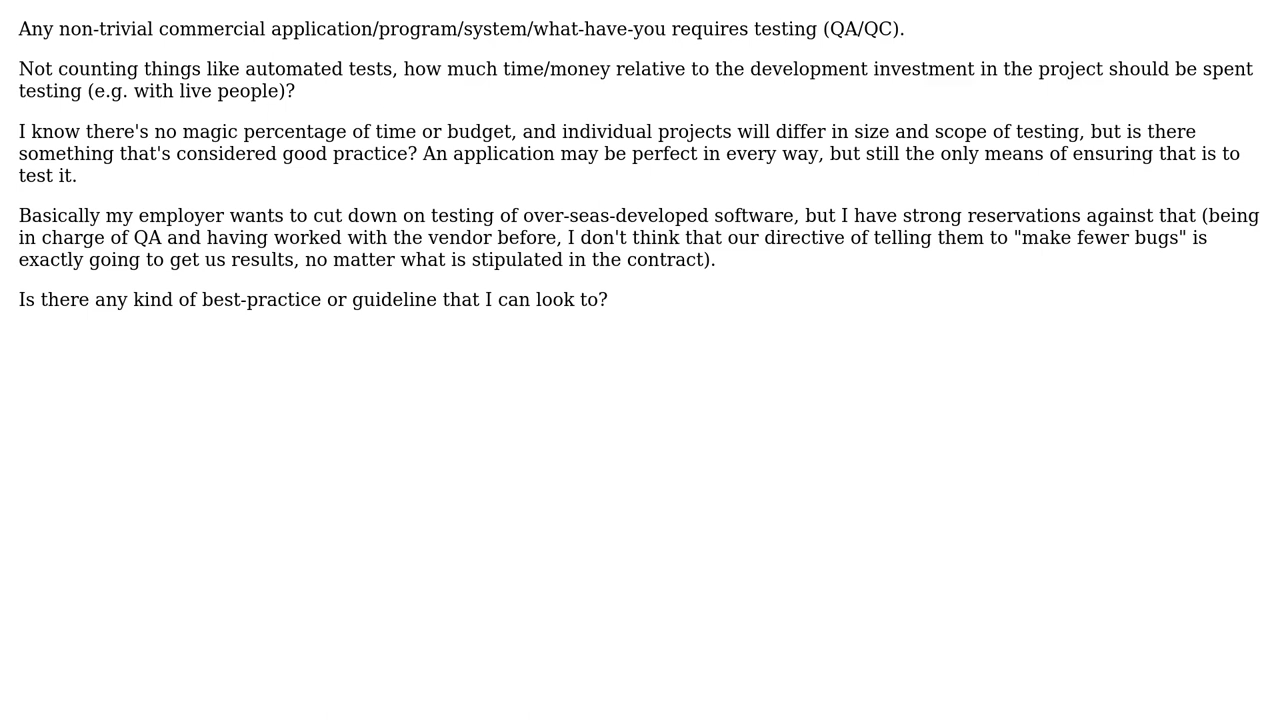 Any non-trivial commercial application/program/system/what-have-you requires testing (QA/QC).
Not counting things like automated tests, how much time/money relative to the development investment in the project should be spent
testing (e.g. with live people)?
I know there's no magic percentage of time or budget, and individual projects will differ in size and scope of testing, but is there
something that's considered good practice? An application may be perfect in every way, but still the only means of ensuring that is to
test it.
Basically my employer wants to cut down on testing of over-seas-developed software, but I have strong reservations against that (being
in charge of QA and having worked with the vendor before, I don't think that our directive of telling them to "make fewer bugs" is
exactly going to get us results, no matter what is stipulated in the contract).
Is there any kind of best-practice or guideline that I can look to?